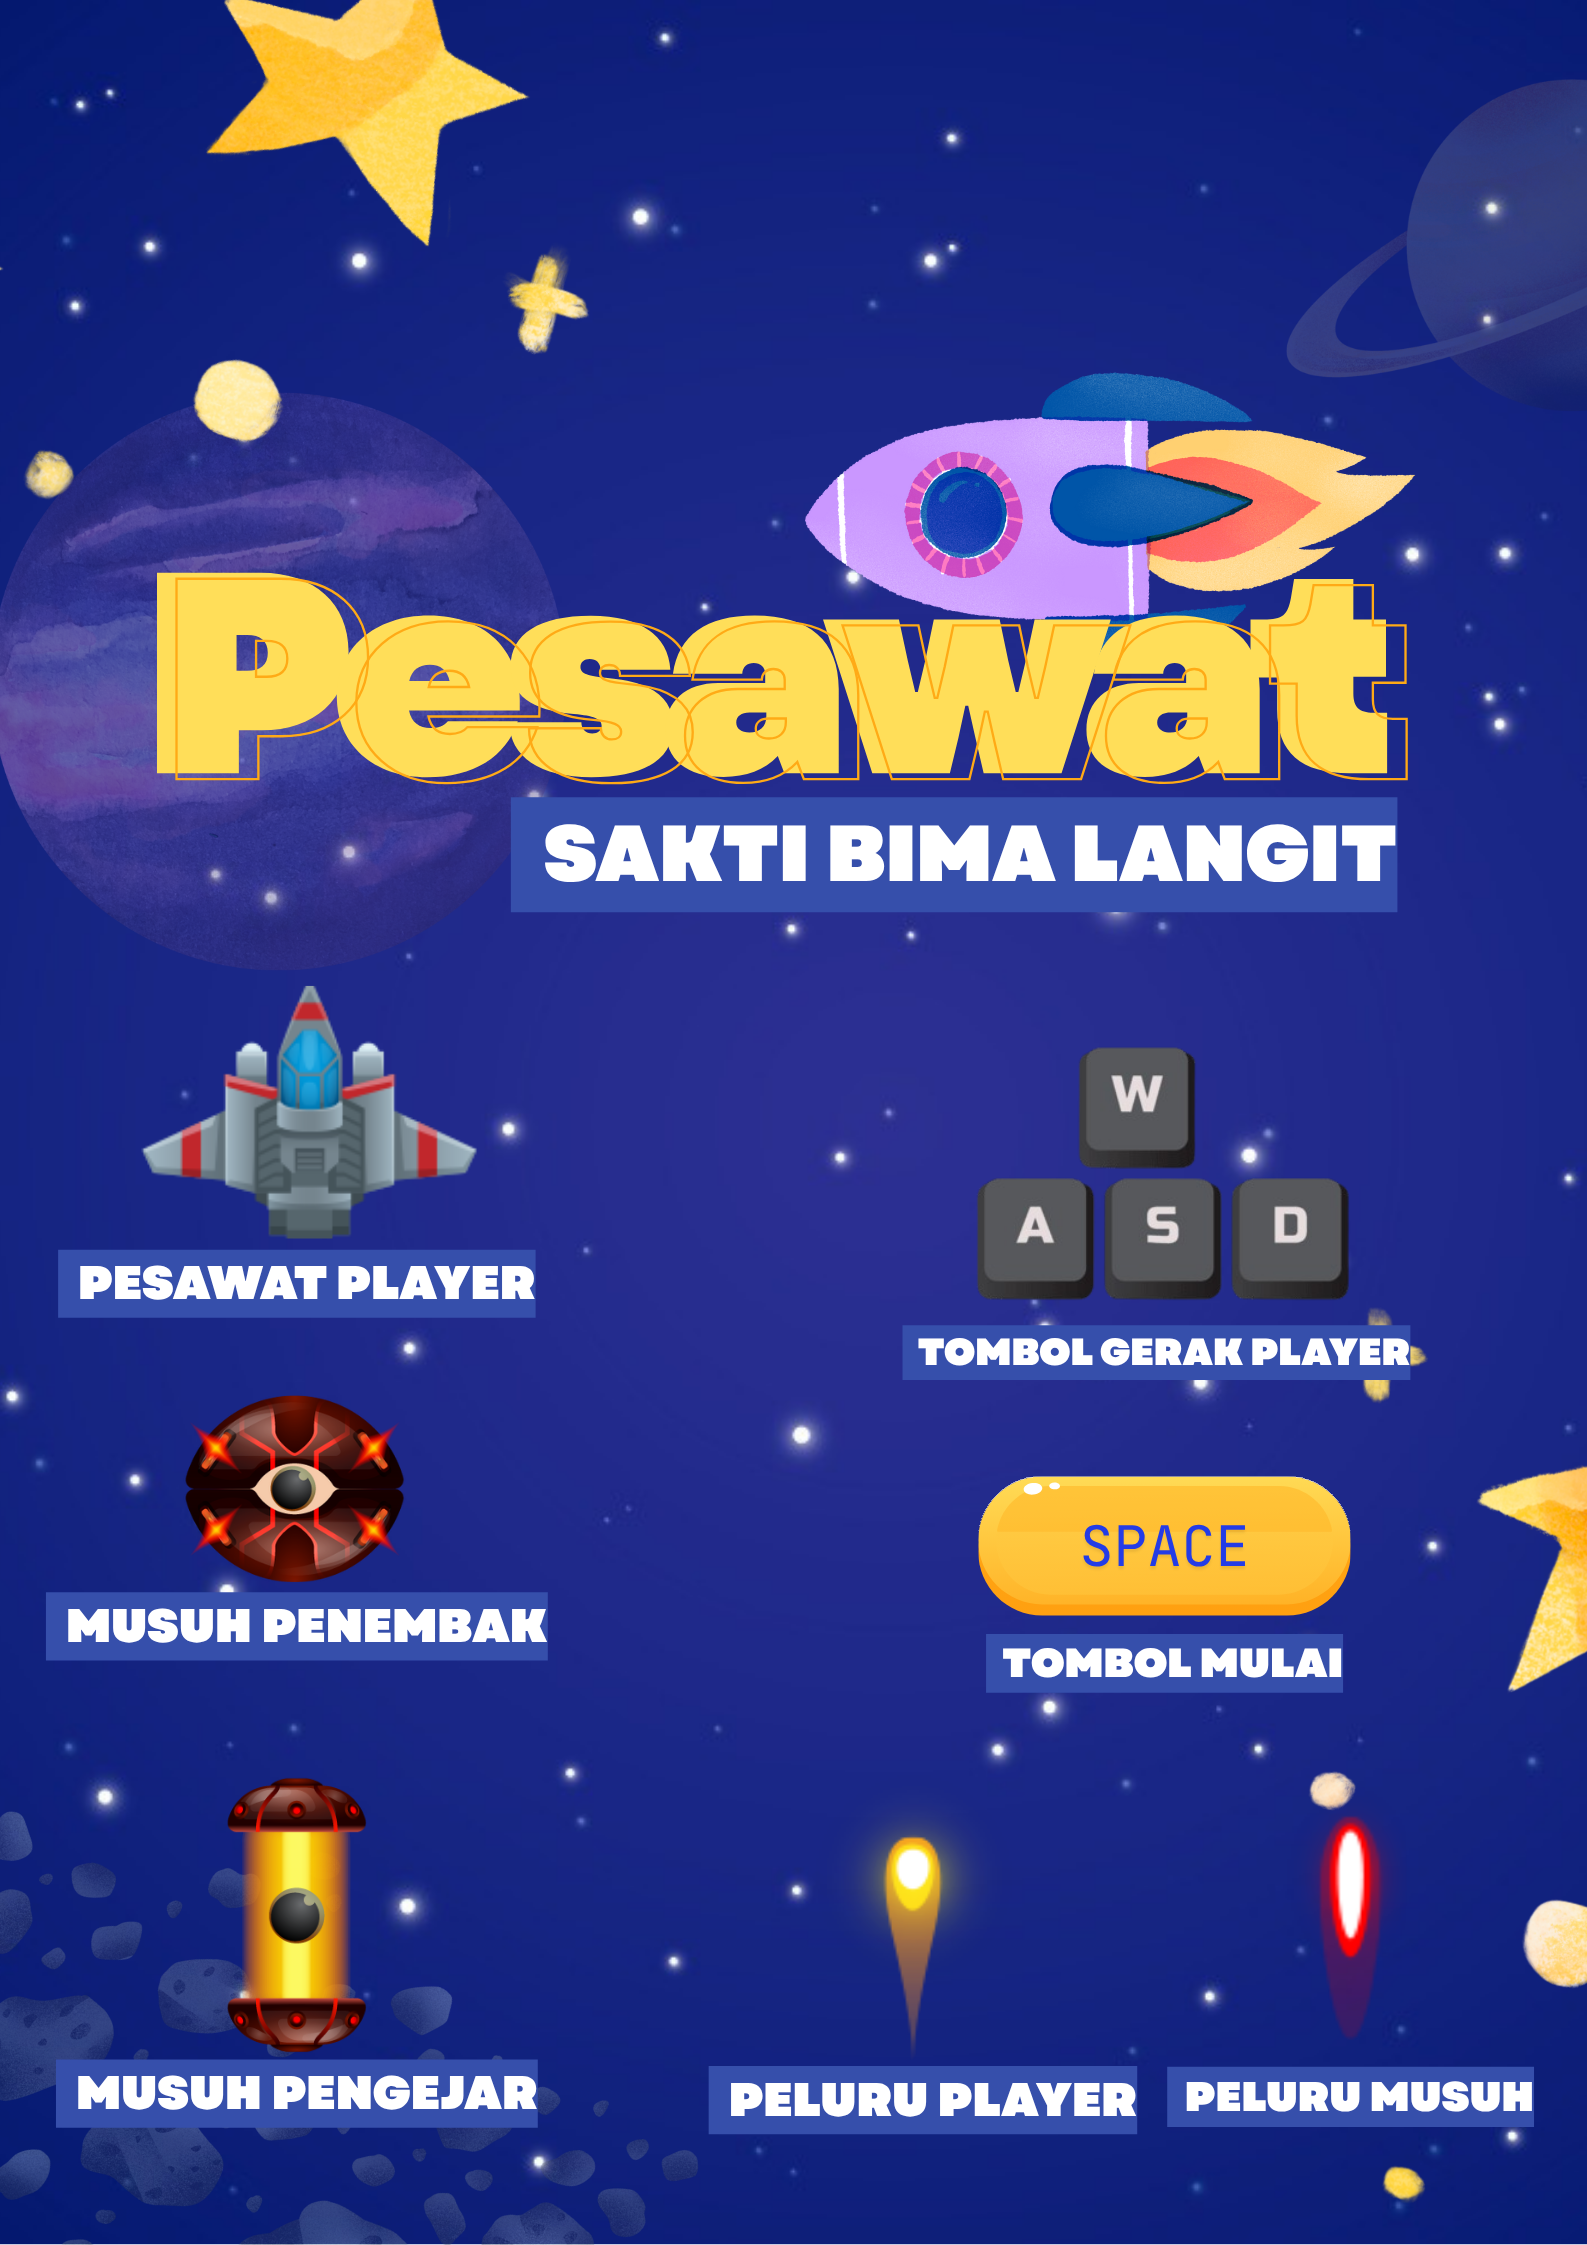 Pesawat
SAKTI BIMA LANGIT
PESAWAT PLAYER
W
A S D
TOMBOL GERAK PLAYER
MUSUH PENEMBAK
SPACE
TOMBOL MULAI
MUSUH PENGEJAR
PELURU PLAYER
PELURU MUSUH